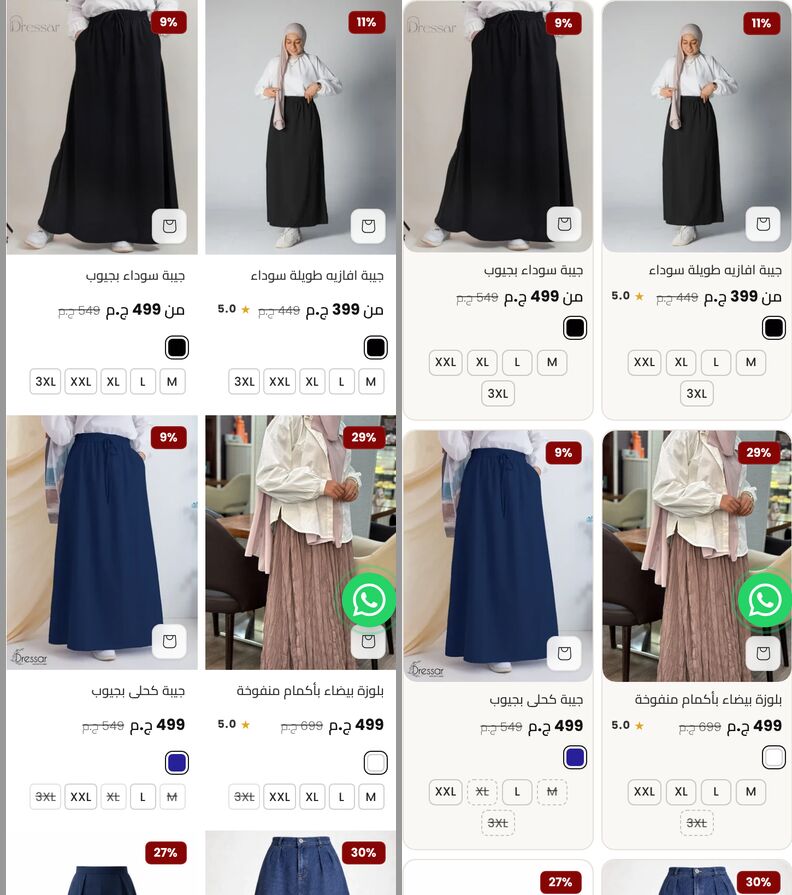 Dressar
9%
11%
جيبة سوداء بجيوب
من 499 ج.م 549 ج.م
M L XL XXL 3XL
جيبة افازيه طويلة سوداء
من 399 ج.م 449 ج.م ★ 5.0
M L XL XXL 3XL
9%
29%
Dressar
جيبة كحلى بجيوب
499 ج.م 549 ج.م
M L XL XXL 3XL
بلوزة بيضاء بأكمام منفوخة
499 ج.م 699 ج.م ★ 5.0
M L XL XXL 3XL
27%
30%
Dressar
9%
11%
جيبة سوداء بجيوب
من 499 ج.م 549 ج.م
M L XL XXL
3XL
جيبة افازيه طويلة سوداء
من 399 ج.م 449 ج.م ★ 5.0
M L XL XXL
3XL
9%
29%
Dressar
جيبة كحلى بجيوب
499 ج.م 549 ج.م
M L XL XXL
3XL
بلوزة بيضاء بأكمام منفوخة
499 ج.م 699 ج.م ★ 5.0
M L XL XXL
3XL
27%
30%